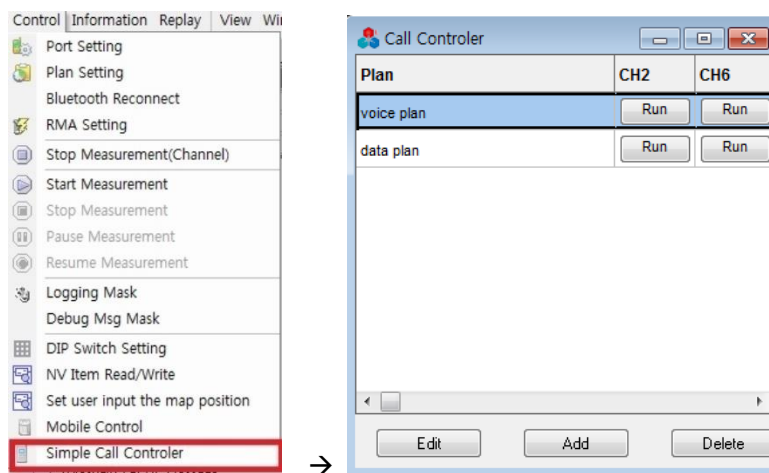 Control Information Replay View
Port Setting
Plan Setting
Bluetooth Reconnect
RMA Setting
Stop Measurement(Channel)
Start Measurement
Stop Measurement
Pause Measurement
Resume Measurement
Logging Mask
Debug Msg Mask
DIP Switch Setting
NV Item Read/Write
Set user input the map position
Mobile Control
Simple Call Controler
→
Call Controler
Plan CH2 CH6
voice plan Run Run
data plan Run Run
Edit Add Delete